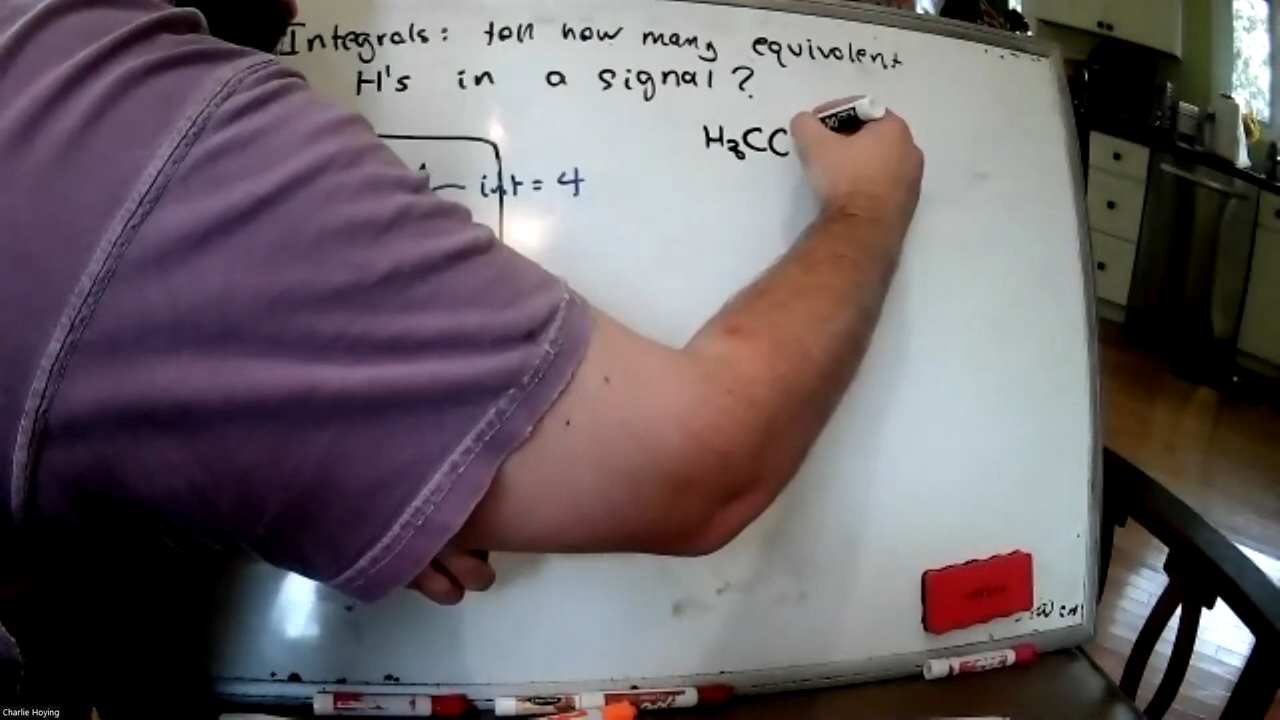 Integrals: tell how many equivalent
H's in a signal?
H₃CC
int = 4
Charlie Hoying